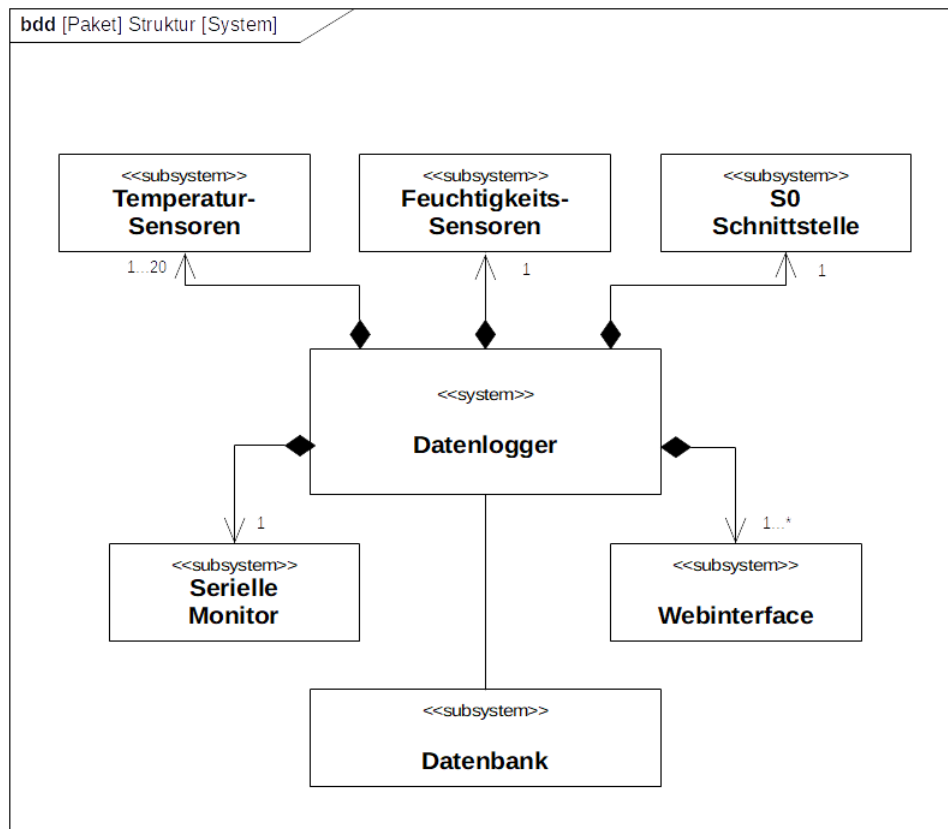 bdd [Paket] Struktur [System]
<<subsystem>>
Temperatur-
Sensoren
<<subsystem>>
Feuchtigkeits-
Sensoren
<<subsystem>>
S0
Schnittstelle
1...20
1
1
<<system>>
Datenlogger
1
1...*
<<subsystem>>
Serielle
Monitor
<<subsystem>>
Webinterface
<<subsystem>>
Datenbank